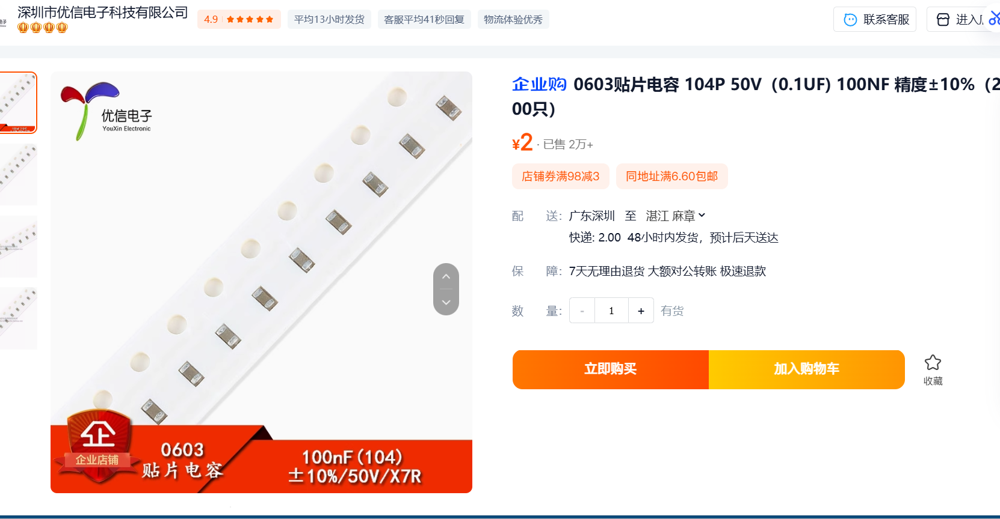 深圳市优信电子科技有限公司
4.9
平均13小时发货
客服平均41秒回复
物流体验优秀
联系客服
进入
优信电子
YouXin Electronic
企业购 0603贴片电容 104P 50V（0.1UF) 100NF 精度±10%（2
00只)
¥2 · 已售 2万+
店铺券满98减3
同地址满6.60包邮
配 送：广东深圳 至 湛江 麻章
快递: 2.00 48小时内发货，预计后天送达
保 障：7天无理由退货 大额对公转账 极速退款
数 量： - 1 + 有货
立即购买
加入购物车
收藏
企
企业店铺
0603
贴片电容
100nF(104)
±10%/50V/X7R